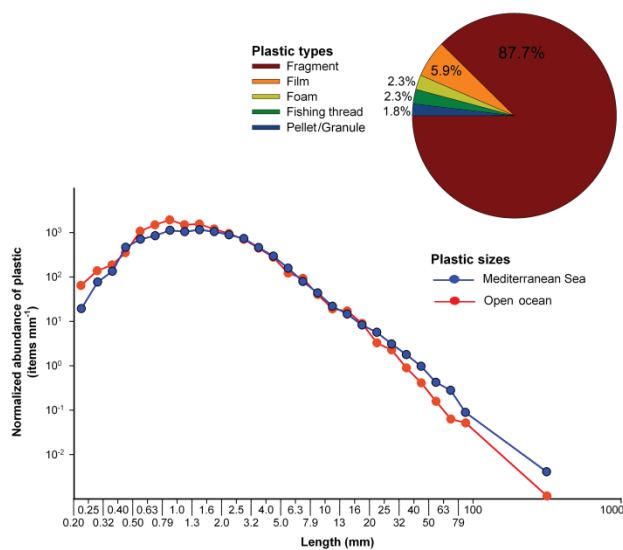 Plastic types
Fragment
Film
Foam
Fishing thread
Pellet/Granule
87.7%
5.9%
2.3%
2.3%
1.8%
Normalized abundance of plastic
(items mm⁻¹)
10³
10²
10¹
10⁰
10⁻¹
10⁻²
Plastic sizes
Mediterranean Sea
Open ocean
0.25 0.40 0.63 1.0 1.6 2.5 4.0 6.3 10 16 25 40 63 100 1000
0.20 0.32 0.50 0.79 1.3 2.0 3.2 5.0 7.9 13 20 32 50 79
Length (mm)